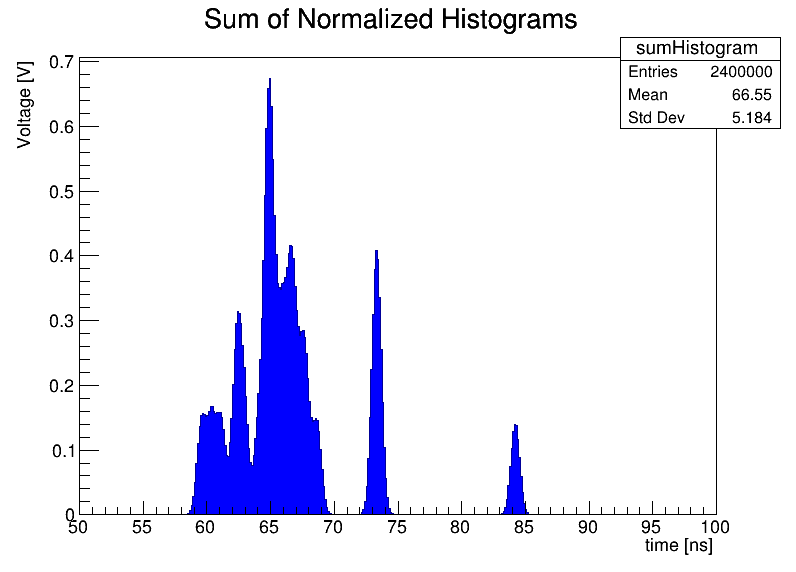 Sum of Normalized Histograms
sumHistogram
Entries 2400000
Mean 66.55
Std Dev 5.184
Voltage [V]
0.7
0.6
0.5
0.4
0.3
0.2
0.1
0
50 55 60 65 70 75 80 85 90 95 100
time [ns]